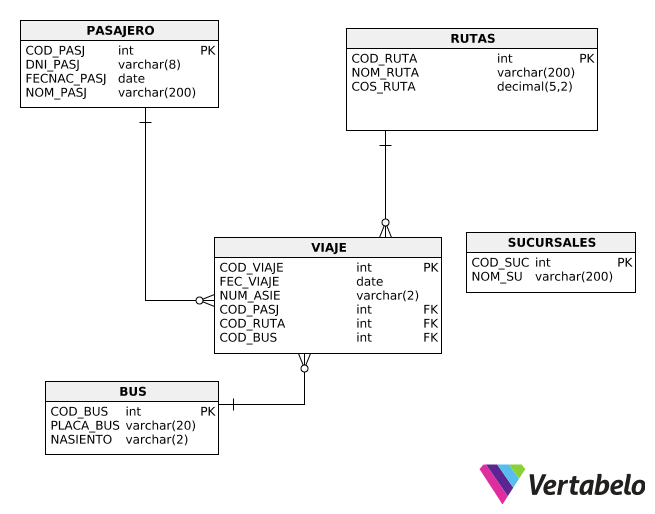 PASAJERO
COD_PASJ int PK
DNI_PASJ varchar(8)
FECNAC_PASJ date
NOM_PASJ varchar(200)
RUTAS
COD_RUTA int PK
NOM_RUTA varchar(200)
COS_RUTA decimal(5,2)
VIAJE
COD_VIAJE int PK
FEC_VIAJE date
NUM_ASIE varchar(2)
COD_PASJ int FK
COD_RUTA int FK
COD_BUS int FK
SUCURSALES
COD_SUC int PK
NOM_SU varchar(200)
BUS
COD_BUS int PK
PLACA_BUS varchar(20)
NASIENTO varchar(2)
Vertabelo